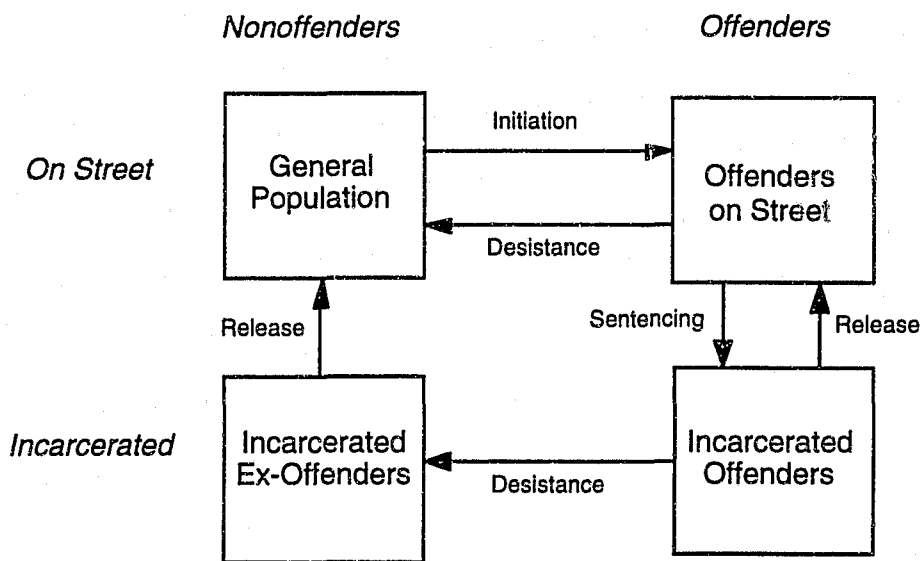 Nonoffenders
Offenders
On Street
General
Population
Initiation
Desistance
Offenders
on Street
Release
Sentencing
Release
Incarcerated
Incarcerated
Ex-Offenders
Desistance
Incarcerated
Offenders